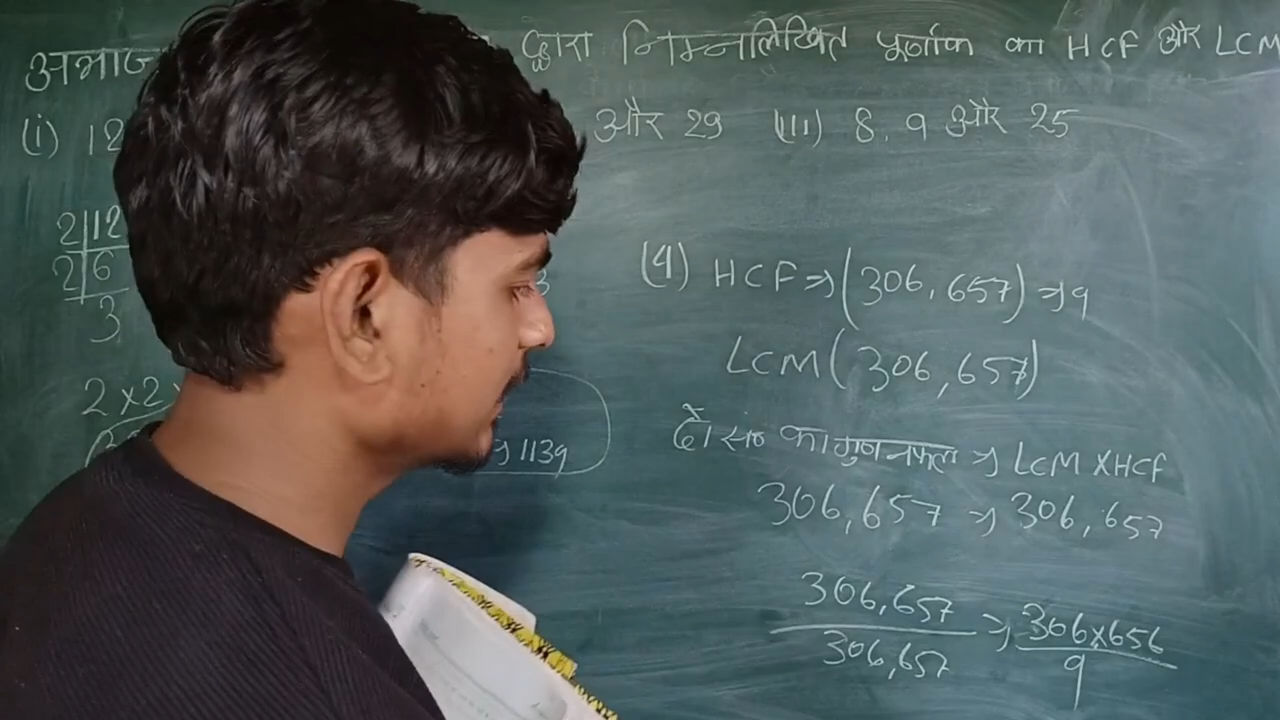 अभाज द्वारा निम्नलिखित पूर्णांक का HCF और LCM
(i) 12 और 29 (iii) 8, 9 और 25
2 12
2 6
3
3
2 × 2
1139
(4) HCF ⇒ (306, 657) ⇒ 9
LCM (306, 657)
दो सं० का गुणनफल ⇒ LCM X HCF
306, 657 ⇒ 306, 657
306, 657 ⇒ 306 × 656
306, 657 9